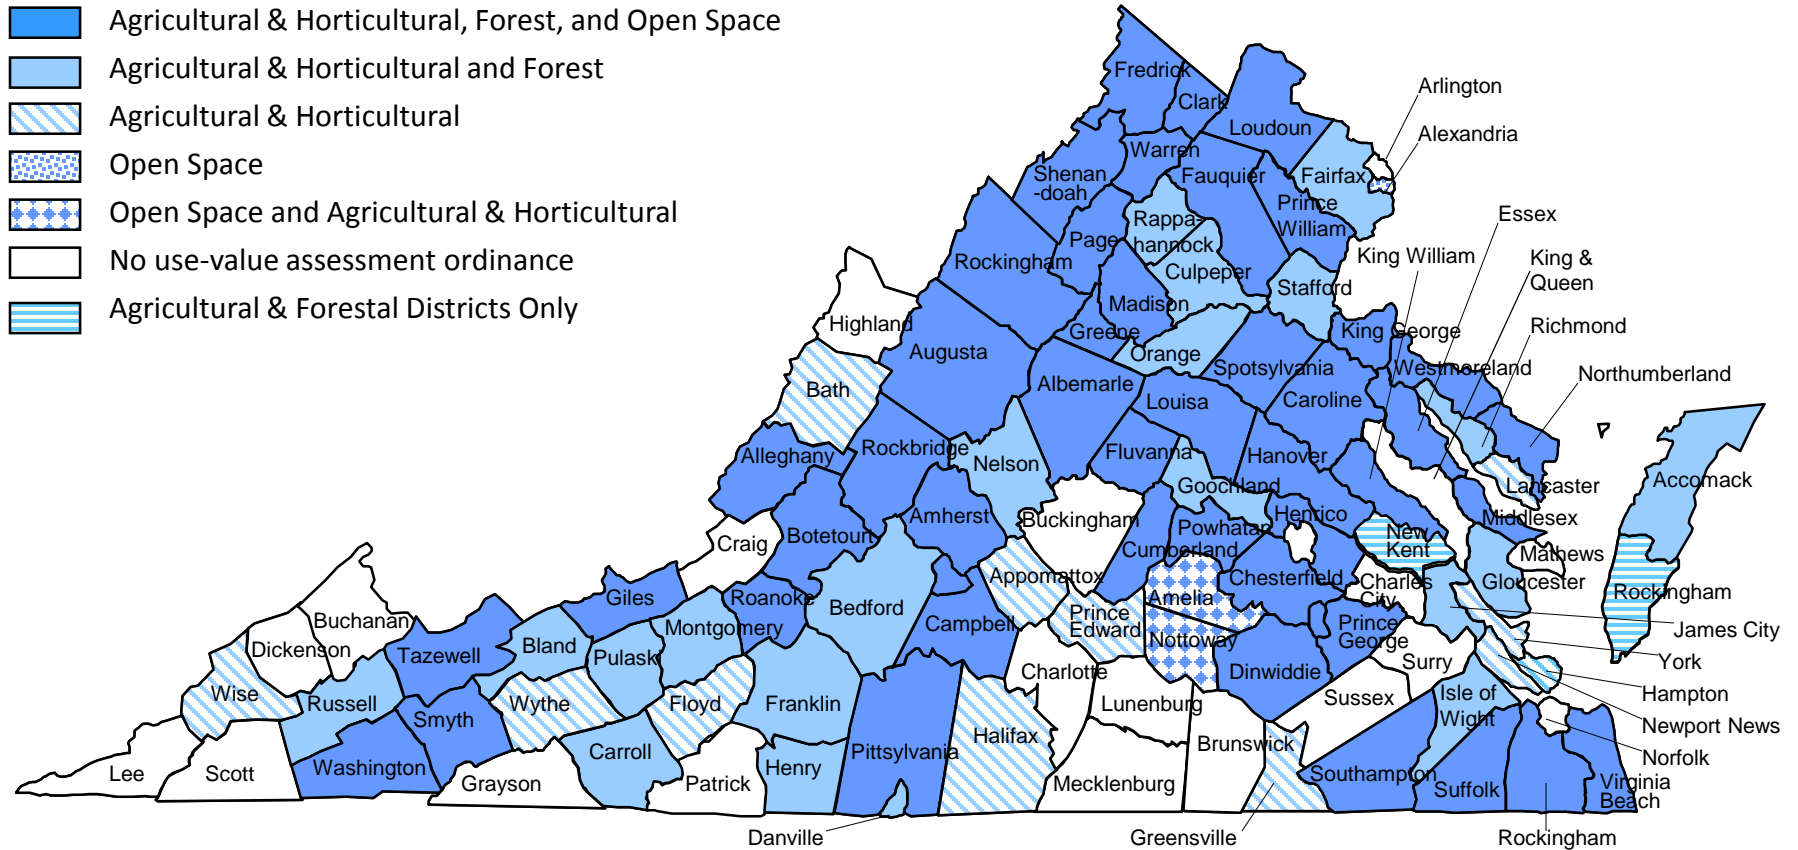 Agricultural & Horticultural, Forest, and Open Space
Agricultural & Horticultural and Forest
Agricultural & Horticultural
Open Space
Open Space and Agricultural & Horticultural
No use-value assessment ordinance
Agricultural & Forestal Districts Only
Fredrick
Clark
Loudoun
Arlington
Alexandria
Warren
Shenan
-doah
Fauquier
Fairfax
Prince
William
Rappa-
hannock
Page
Rockingham
Culpeper
Stafford
Essex
King William
King &
Queen
Richmond
Northumberland
Highland
Madison
Greene
Orange
King George
Westmoreland
Augusta
Albemarle
Spotsylvania
Caroline
Louisa
Bath
Alleghany
Rockbridge
Nelson
Fluvanna
Hanover
Goochland
Lancaster
Accomack
Craig
Botetourt
Amherst
Buckingham
Powhatan
Henrico
New
Kent
Middlesex
Mathews
Cumberland
Appomattox
Chesterfield
Charles
City
Gloucester
Rockingham
Amelia
Giles
Roanoke
Bedford
Campbell
Prince
Edward
Nottoway
Prince
George
James City
Buchanan
Dickenson
Tazewell
Bland
Pulaski
Montgomery
Charlotte
Dinwiddie
Surry
York
Hampton
Wise
Russell
Smyth
Wythe
Floyd
Franklin
Lunenburg
Sussex
Isle of
Wight
Newport News
Norfolk
Halifax
Brunswick
Lee
Scott
Washington
Grayson
Carroll
Patrick
Henry
Pittsylvania
Mecklenburg
Southampton
Suffolk
Virginia
Beach
Danville
Greensville
Rockingham